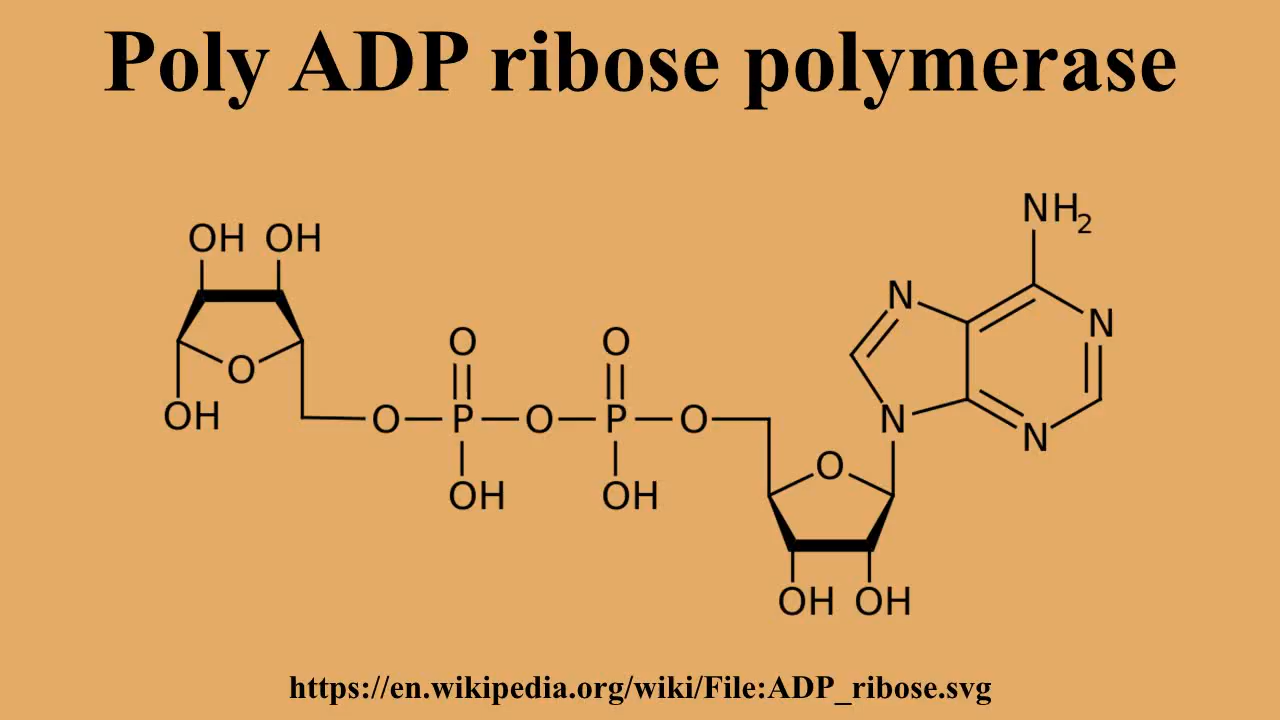 Poly ADP ribose polymerase
NH2
OH OH
N
N
O O
O
OH O P O P O N N
O
OH OH
OH OH
https://en.wikipedia.org/wiki/File:ADP_ribose.svg